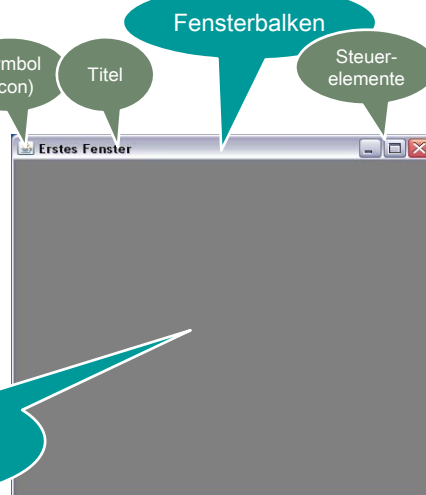 Fensterbalken
mbol
con)
Titel
Steuer-
elemente
Erstes Fenster